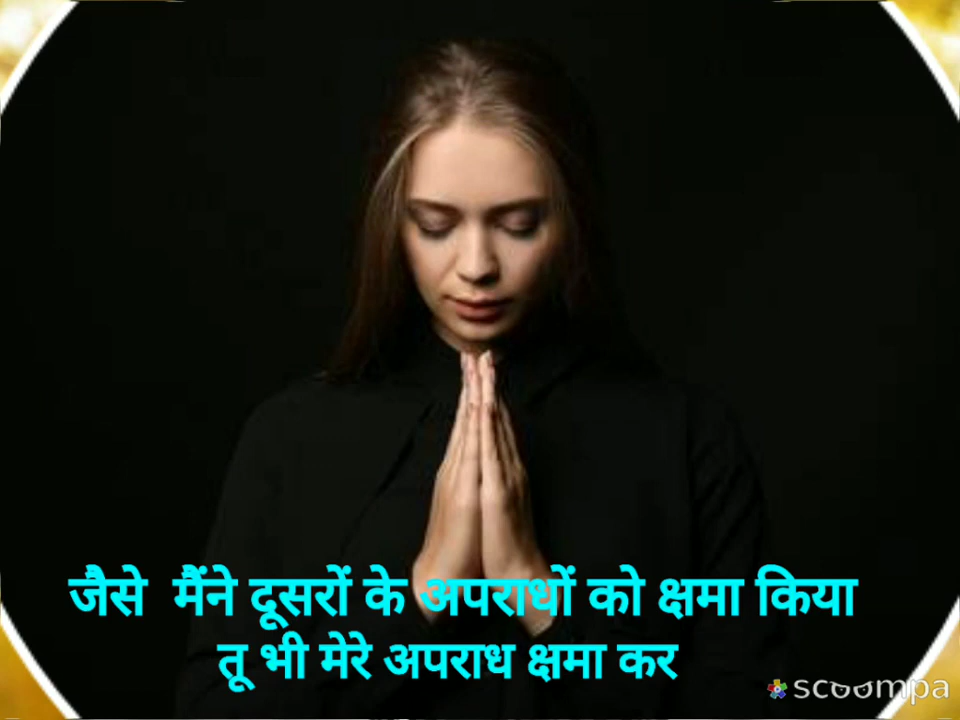 जैसे मैंने दूसरों के अपराधों को क्षमा किया
तू भी मेरे अपराध क्षमा कर
scoompa